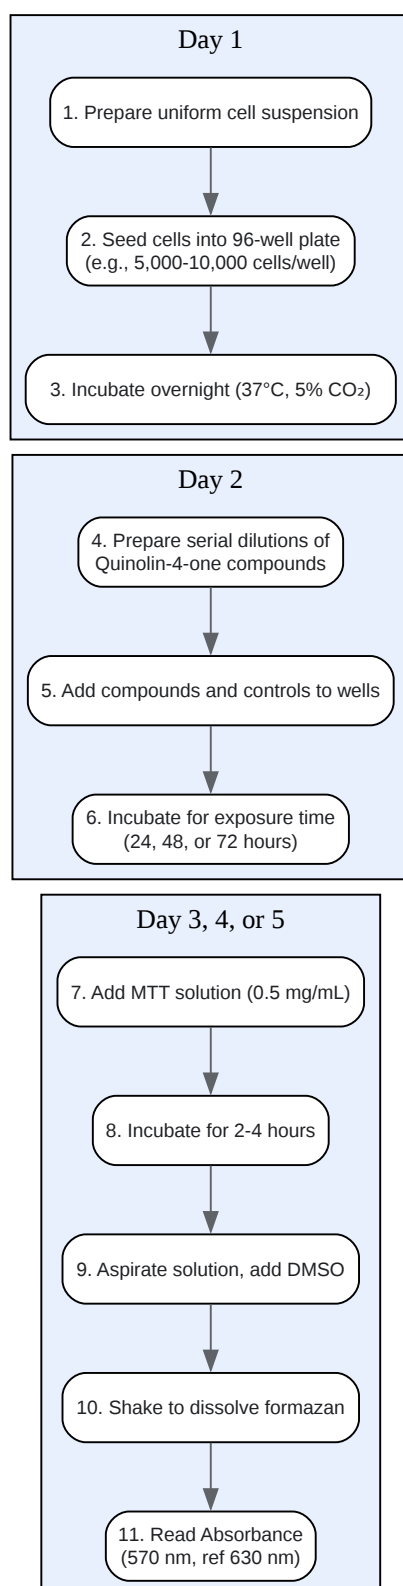 Day 1
1. Prepare uniform cell suspension
2. Seed cells into 96-well plate
(e.g., 5,000-10,000 cells/well)
3. Incubate overnight (37°C, 5% CO₂)
Day 2
4. Prepare serial dilutions of
Quinolin-4-one compounds
5. Add compounds and controls to wells
6. Incubate for exposure time
(24, 48, or 72 hours)
Day 3, 4, or 5
7. Add MTT solution (0.5 mg/mL)
8. Incubate for 2-4 hours
9. Aspirate solution, add DMSO
10. Shake to dissolve formazan
11. Read Absorbance
(570 nm, ref 630 nm)